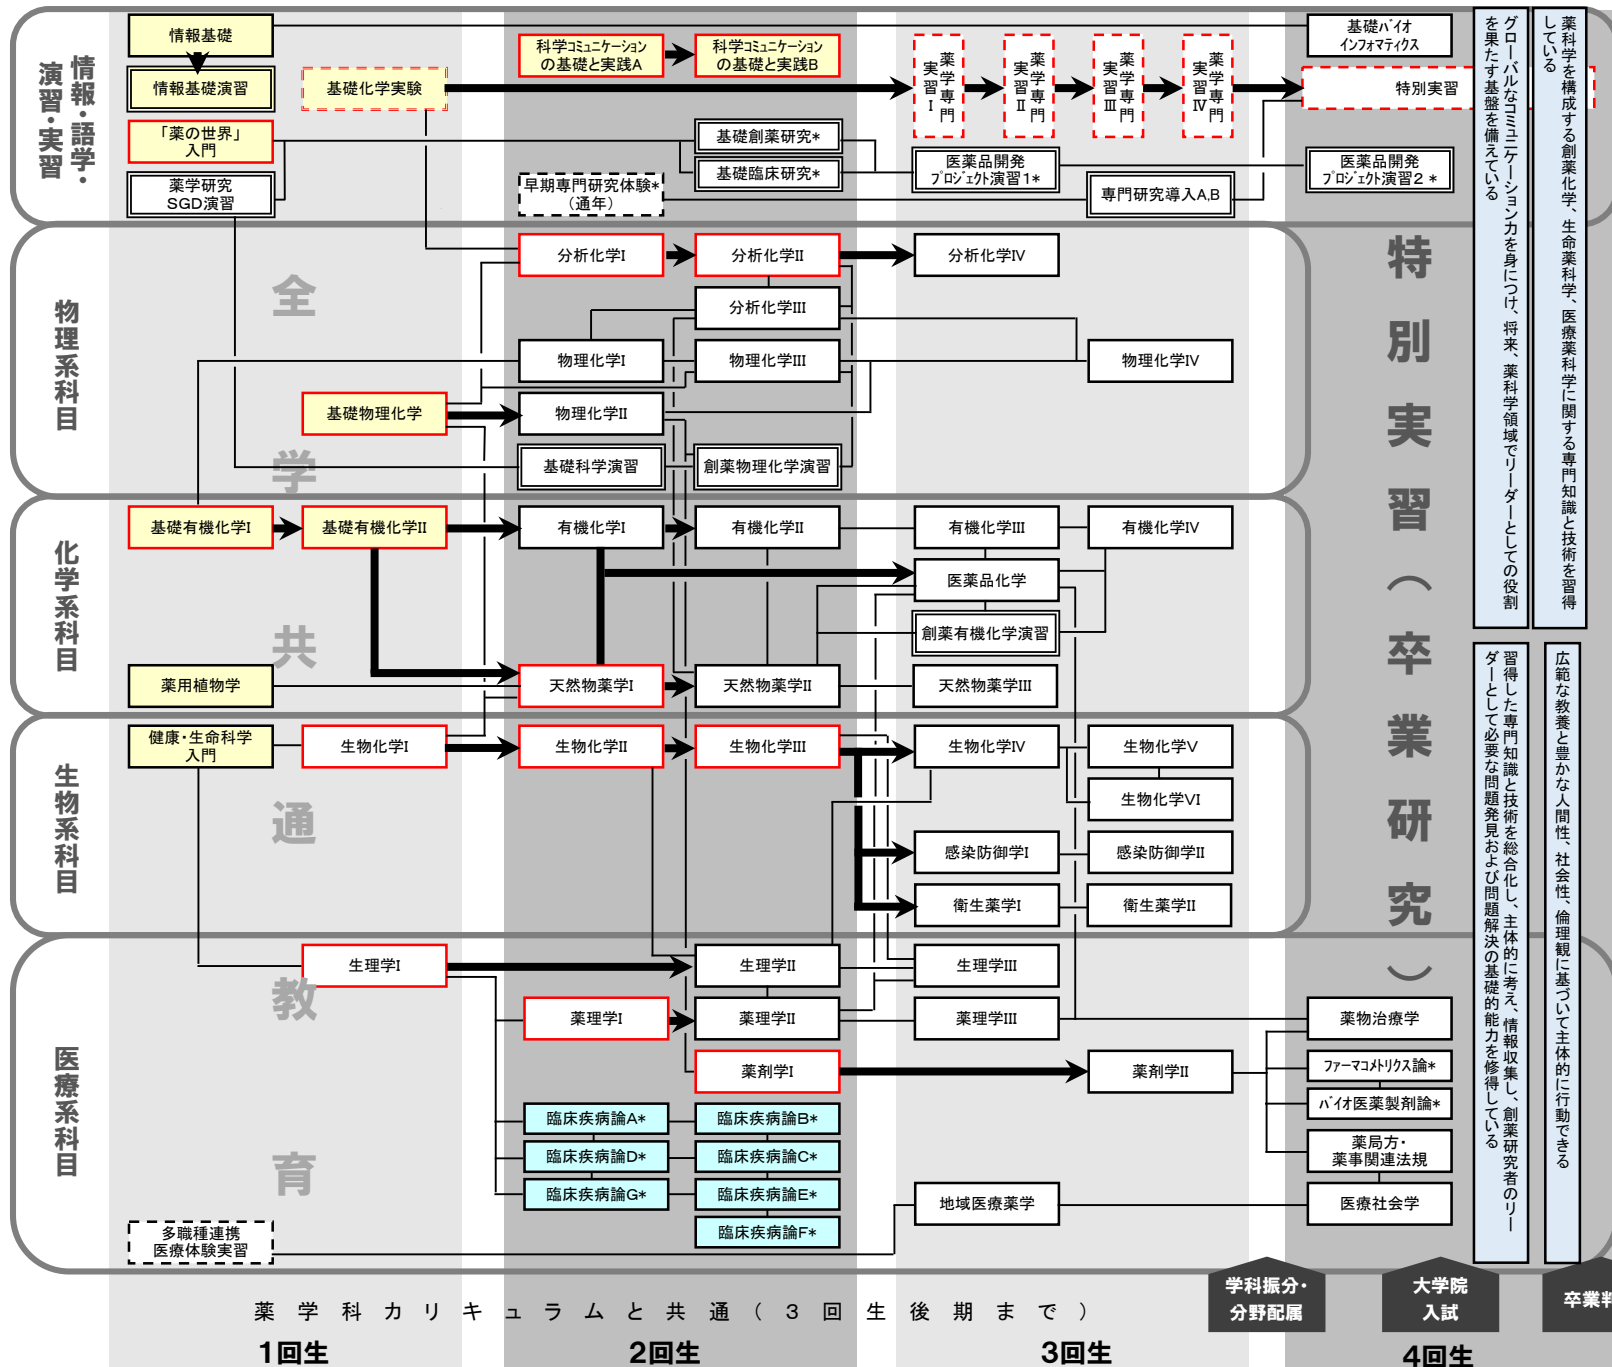 情報・語学・
演習・実習
情報基礎
情報基礎演習
「薬の世界」
入門
薬学研究
SGD演習
基礎化学実験
科学コミュニケーション
の基礎と実践A
科学コミュニケーション
の基礎と実践B
基礎創薬研究*
基礎臨床研究*
早期専門研究体験*
（通年）
薬学専門
実習Ⅰ
薬学専門
実習Ⅱ
薬学専門
実習Ⅲ
薬学専門
実習Ⅳ
医薬品開発
プロジェクト演習1*
専門研究導入A,B
基礎バイオ
インフォマティクス
特別実習
医薬品開発
プロジェクト演習2 *
物理系科目
分析化学I
分析化学II
分析化学IV
分析化学III
物理化学I
物理化学III
物理化学IV
基礎物理化学
物理化学II
基礎科学演習
創薬物理化学演習
化学系科目
基礎有機化学I
基礎有機化学II
有機化学I
有機化学II
有機化学III
有機化学IV
医薬品化学
創薬有機化学演習
薬用植物学
天然物薬学I
天然物薬学II
天然物薬学III
生物系科目
健康・生命科学
入門
生物化学I
生物化学II
生物化学III
生物化学IV
生物化学V
生物化学VI
感染防御学I
感染防御学II
衛生薬学I
衛生薬学II
医療系科目
生理学I
生理学II
生理学III
薬理学I
薬理学II
薬理学III
薬物治療学
薬剤学I
薬剤学II
ファーマコメトリクス論*
バイオ医薬製剤論*
臨床疾病論A*
臨床疾病論B*
臨床疾病論D*
臨床疾病論C*
臨床疾病論G*
臨床疾病論E*
臨床疾病論F*
薬局方・
薬事関連法規
地域医療薬学
医療社会学
多職種連携
医療体験実習
全学共通教育
特別実習（卒業研究）
薬科学を構成する創薬化学、生命薬科学、医療薬科学に関する専門知識と技術を習得
している
グローバルなコミュニケーション力を身につけ、将来、薬科学領域でリーダーとしての役割
を果たす基盤を備えている
広範な教養と豊かな人間性、社会性、倫理観に基づいて主体的に行動できる
習得した専門知識と技術を総合化し、主体的に考え、情報収集し、創薬研究者のリー
ダーとして必要な問題発見および問題解決の基礎的能力を修得している
学科振分・
分野配属
大学院
入試
卒業判
薬学科カリキュラムと共通（3回生後期まで）
1回生
2回生
3回生
4回生